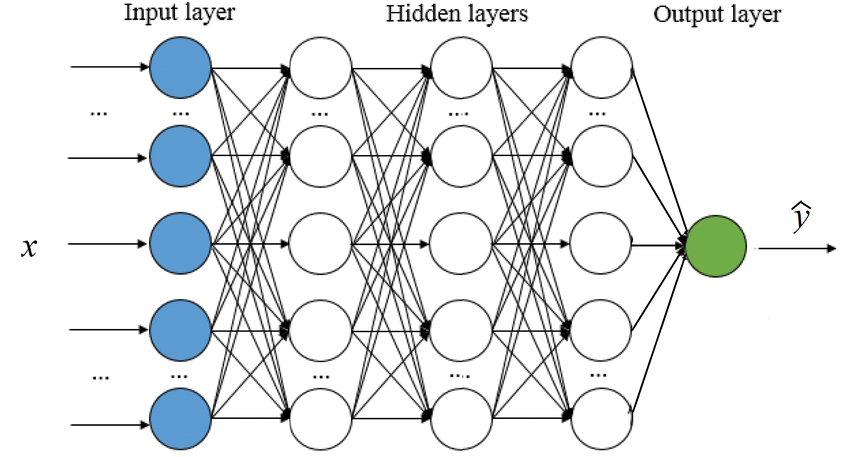 Input layer
Hidden layers
Output layer
... ... ... .... ...
x
ŷ
... ... ... .... ...